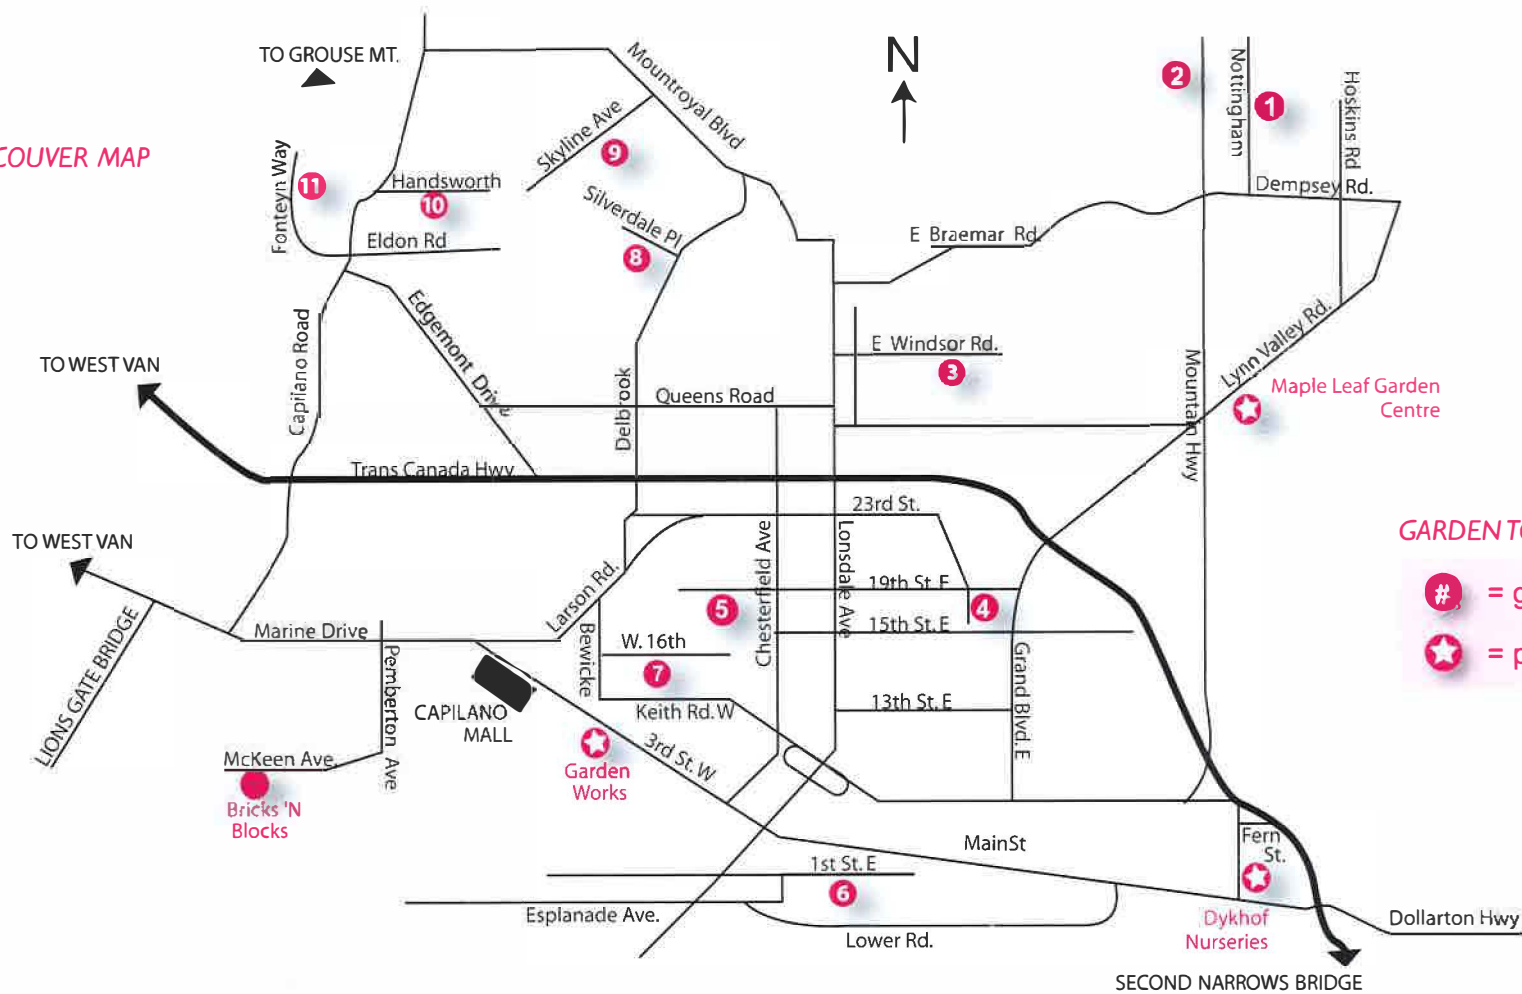 TO GROUSE MT.
N
Mountroyal Blvd
Skyline Ave
9
2
Nottingham
1
Hoskins Rd
Dempsey Rd.
COUVER MAP
Fonteyn Way
11
Handsworth
10
Eldon Rd
Silverdale Pl
8
E Braemar Rd.
Capilano Road
Edgemont Drive
E Windsor Rd.
3
Lynn Valley Rd.
Mountain Hwy
Maple Leaf Garden
Centre
TO WEST VAN
Queens Road
Delbrook
Trans Canada Hwy
23rd St.
TO WEST VAN
GARDEN TO
# = g
= p
Larson Rd.
Chesterfield Ave
Lonsdale Ave
19th St. E
5
4
15th St. E
LIONS GATE BRIDGE
Marine Drive
Pemberton Ave
Bewicke
W. 16th
7
Keith Rd. W
13th St. E
Grand Blvd. E
CAPILANO
MALL
3rd St. W
McKeen Ave.
Bricks 'N
Blocks
Garden
Works
MainSt
Fern
St.
1st St. E
6
Esplanade Ave.
Lower Rd.
Dykhof
Nurseries
Dollarton Hwy
SECOND NARROWS BRIDGE